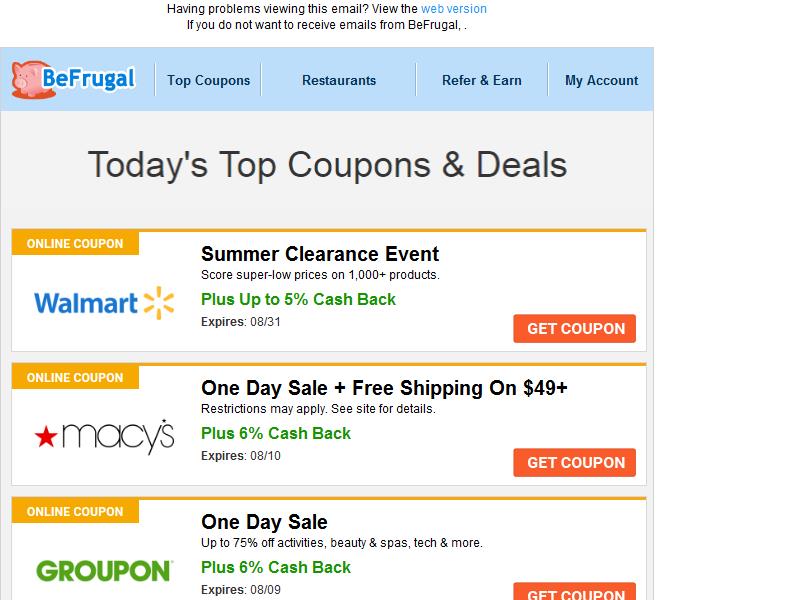 Having problems viewing this email? View the web version
If you do not want to receive emails from BeFrugal, .
BeFrugal
Top Coupons
Restaurants
Refer & Earn
My Account
Today's Top Coupons & Deals
ONLINE COUPON
Walmart
Summer Clearance Event
Score super-low prices on 1,000+ products.
Plus Up to 5% Cash Back
Expires: 08/31
GET COUPON
ONLINE COUPON
macy's
One Day Sale + Free Shipping On $49+
Restrictions may apply. See site for details.
Plus 6% Cash Back
Expires: 08/10
GET COUPON
ONLINE COUPON
GROUPON
One Day Sale
Up to 75% off activities, beauty & spas, tech & more.
Plus 6% Cash Back
Expires: 08/09
GET COUPON